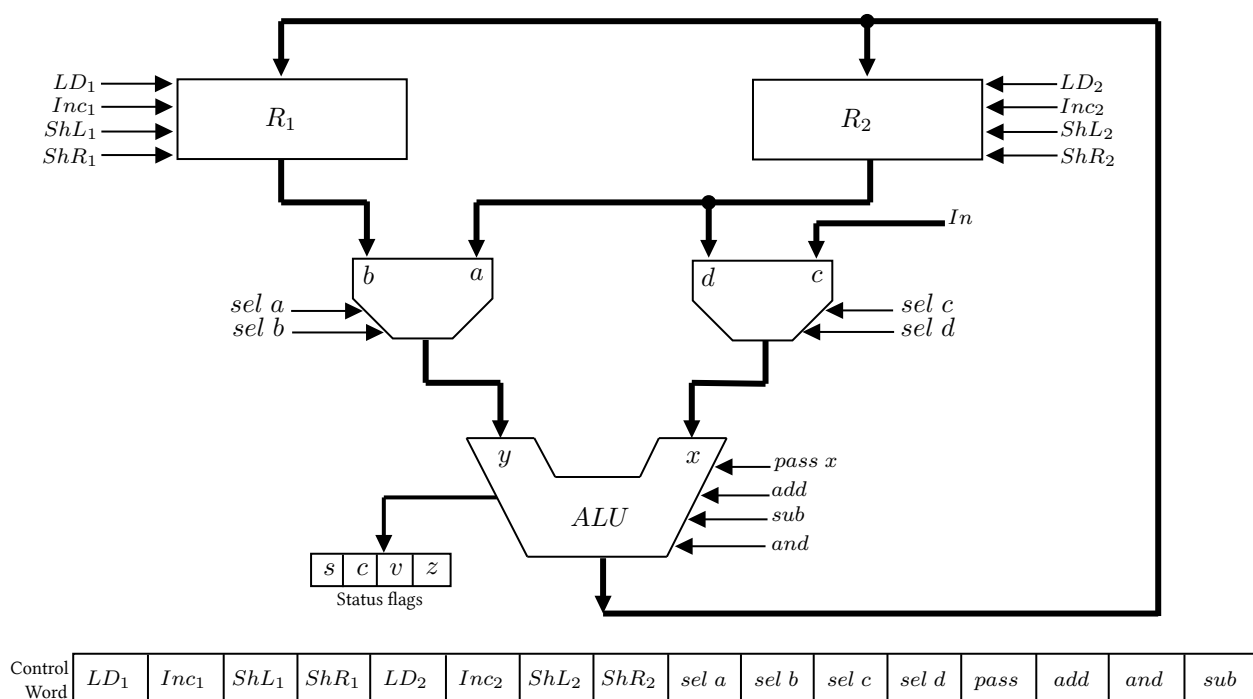 LD₁
Inc₁
ShL₁
ShR₁
R₁
R₂
LD₂
Inc₂
ShL₂
ShR₂
In
b
a
d
c
sel a
sel b
sel c
sel d
y
x
pass x
add
sub
and
ALU
s c v z
Status flags
Control
Word
LD₁ Inc₁ ShL₁ ShR₁ LD₂ Inc₂ ShL₂ ShR₂ sel a sel b sel c sel d pass add and sub